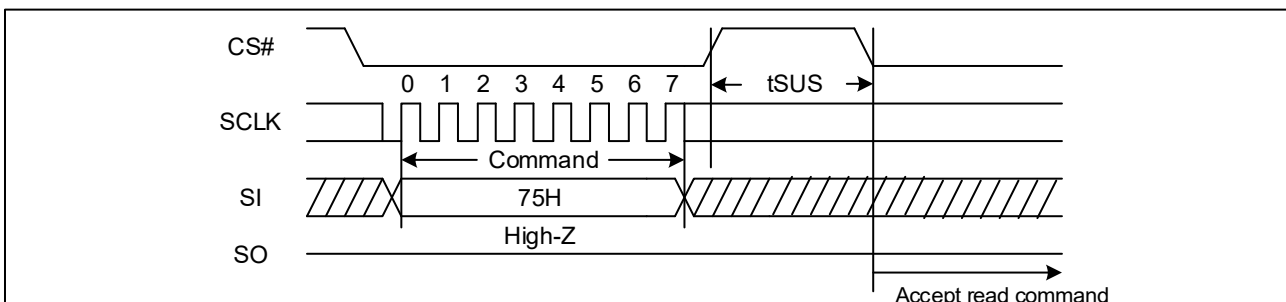 CS#
0 1 2 3 4 5 6 7
tSUS
SCLK
Command
SI
75H
High-Z
SO
Accept read command